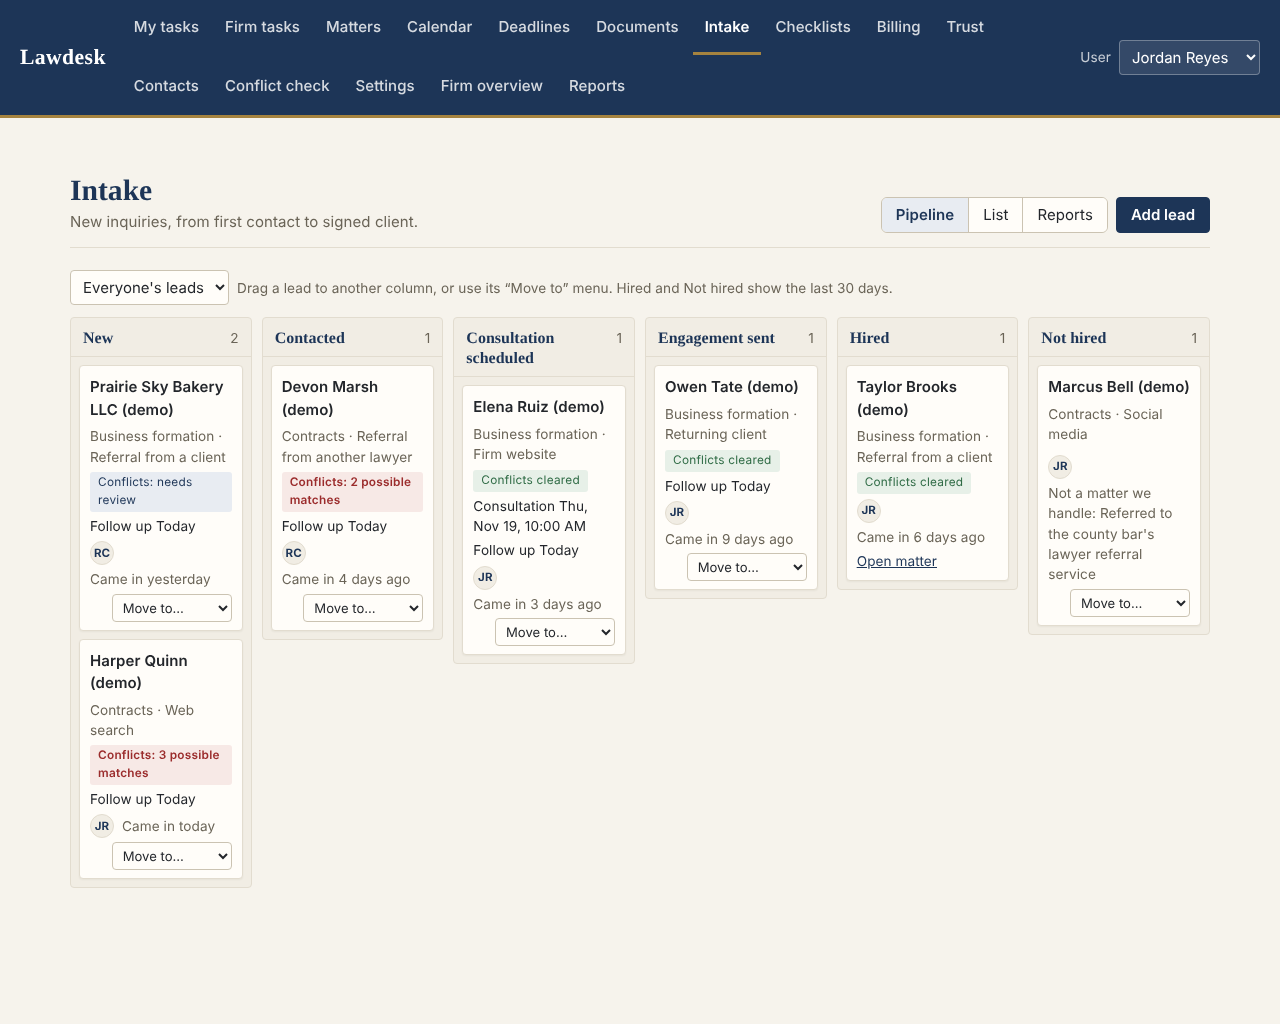 Lawdesk
My tasks
Firm tasks
Matters
Calendar
Deadlines
Documents
Intake
Checklists
Billing
Trust
Contacts
Conflict check
Settings
Firm overview
Reports
User
Jordan Reyes
Intake
New inquiries, from first contact to signed client.
Pipeline
List
Reports
Add lead
Everyone's leads
Drag a lead to another column, or use its “Move to” menu. Hired and Not hired show the last 30 days.
New
2
Prairie Sky Bakery
LLC (demo)
Business formation ·
Referral from a client
Conflicts: needs
review
Follow up Today
RC
Came in yesterday
Move to...
Harper Quinn
(demo)
Contracts · Web
search
Conflicts: 3 possible
matches
Follow up Today
JR
Came in today
Move to...
Contacted
1
Devon Marsh
(demo)
Contracts · Referral
from another lawyer
Conflicts: 2 possible
matches
Follow up Today
RC
Came in 4 days ago
Move to...
Consultation
scheduled
1
Elena Ruiz (demo)
Business formation ·
Firm website
Conflicts cleared
Consultation Thu,
Nov 19, 10:00 AM
Follow up Today
JR
Came in 3 days ago
Move to...
Engagement sent
1
Owen Tate (demo)
Business formation ·
Returning client
Conflicts cleared
Follow up Today
JR
Came in 9 days ago
Move to...
Hired
1
Taylor Brooks
(demo)
Business formation ·
Referral from a client
Conflicts cleared
JR
Came in 6 days ago
Open matter
Not hired
1
Marcus Bell (demo)
Contracts · Social
media
JR
Not a matter we
handle: Referred to
the county bar's
lawyer referral
service
Move to...